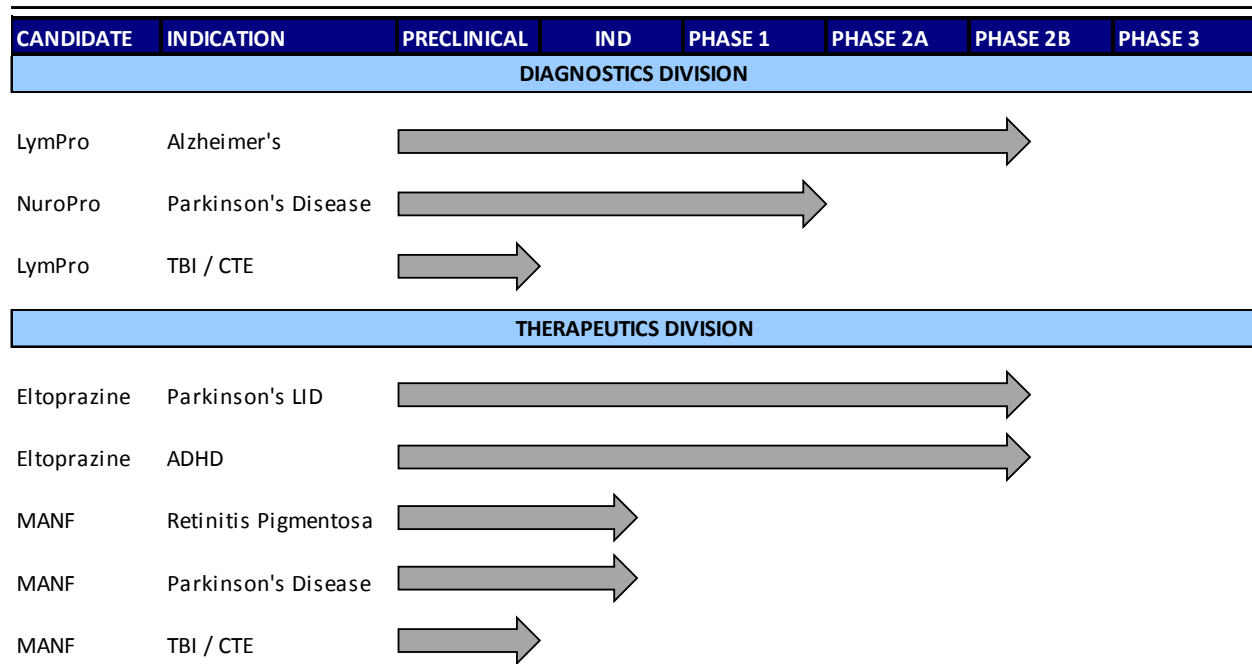 CANDIDATE INDICATION PRECLINICAL IND PHASE 1 PHASE 2A PHASE 2B PHASE 3
DIAGNOSTICS DIVISION
LymPro Alzheimer's
NuroPro Parkinson's Disease
LymPro TBI / CTE
THERAPEUTICS DIVISION
Eltoprazine Parkinson's LID
Eltoprazine ADHD
MANF Retinitis Pigmentosa
MANF Parkinson's Disease
MANF TBI / CTE